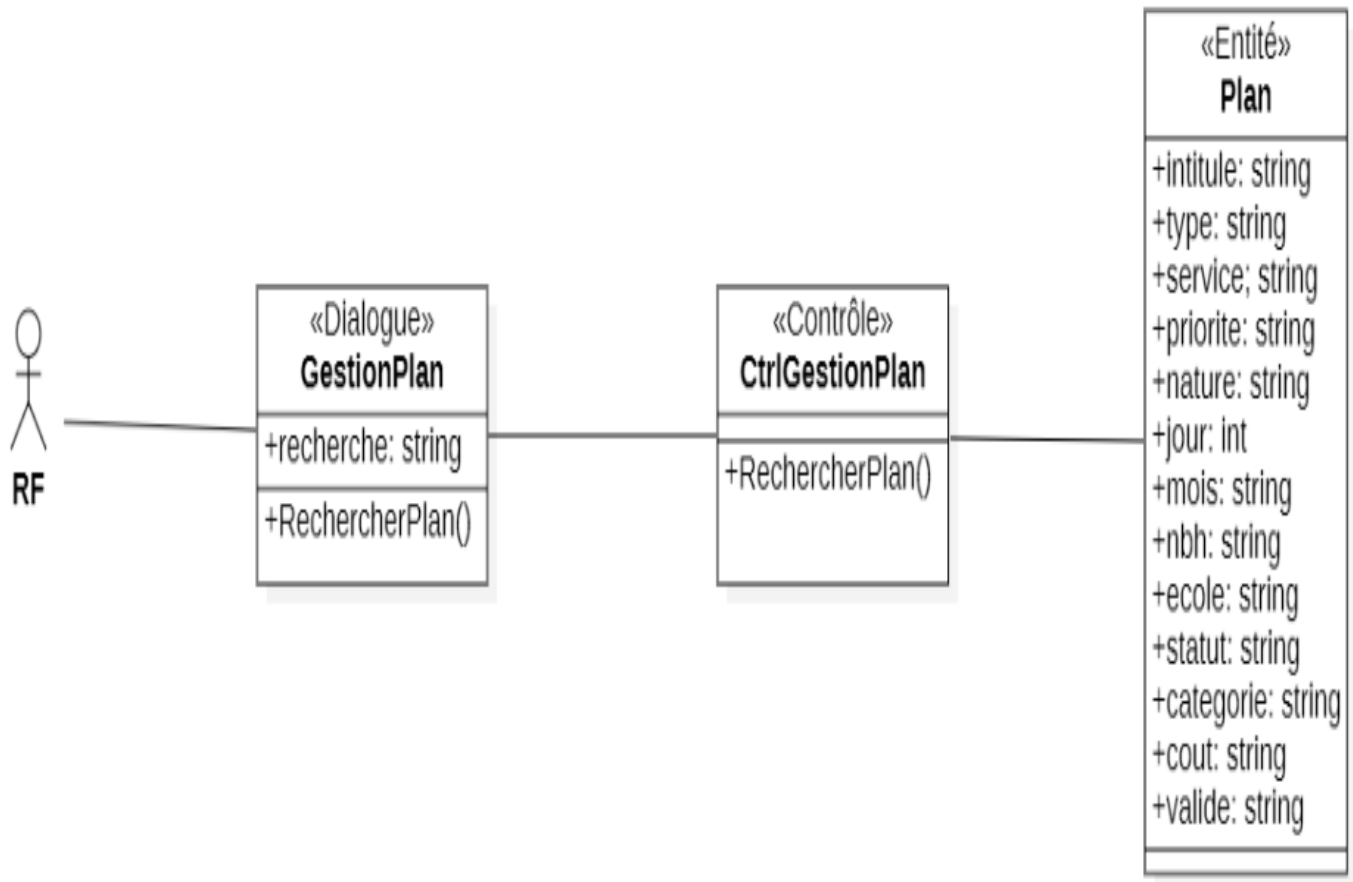 RF
«Dialogue»
GestionPlan
+recherche: string
+RechercherPlan()
«Contrôle»
CtrlGestionPlan
+RechercherPlan()
«Entité»
Plan
+intitule: string
+type: string
+service; string
+priorite: string
+nature: string
+jour: int
+mois: string
+nbh: string
+ecole: string
+statut: string
+categorie: string
+cout: string
+valide: string